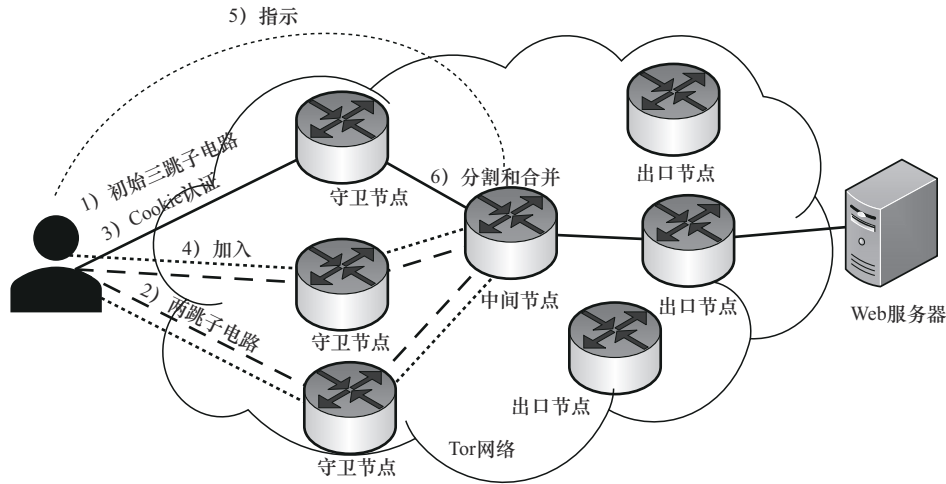 5）指示
1）初始三跳子电路
3）Cookie认证
4）加入
2）两跳子电路
守卫节点
守卫节点
守卫节点
6）分割和合并
中间节点
出口节点
出口节点
出口节点
Web服务器
Tor网络